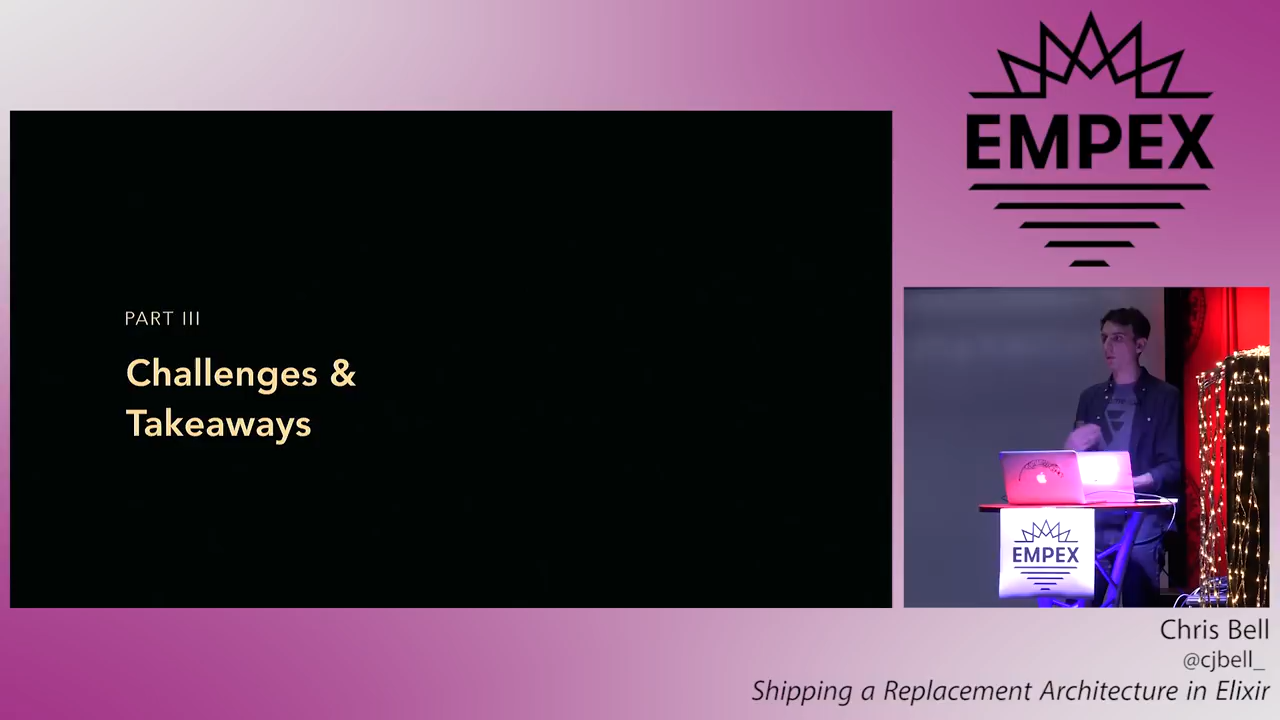 EMPEX
PART III
Challenges &
Takeaways
EMPEX
Chris Bell
@cjbell_
Shipping a Replacement Architecture in Elixir